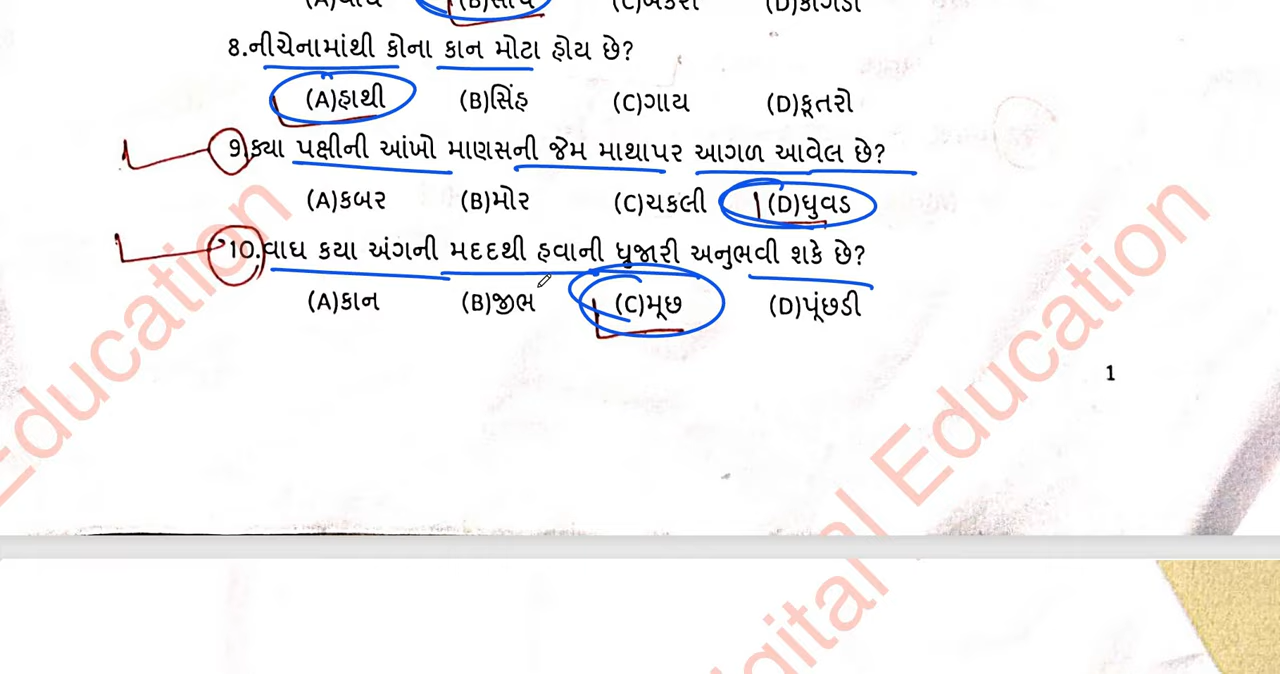 8.નીચેનામાંથી કોના કાન મોટા હોય છે?
(A)હાથી (B)સિંહ (C)ગાય (D)કૂતરો
9.ક્યા પક્ષીની આંખો માણસની જેમ માથાપર આગળ આવેલ છે?
(A)કબર (B)મોર (C)ચકલી (D)ઘુવડ
10.વાઘ કયા અંગની મદદથી હવાની ધ્રુજારી અનુભવી શકે છે?
(A)કાન (B)જીભ (C)મૂછ (D)પૂંછડી
1
Education
Digital Education